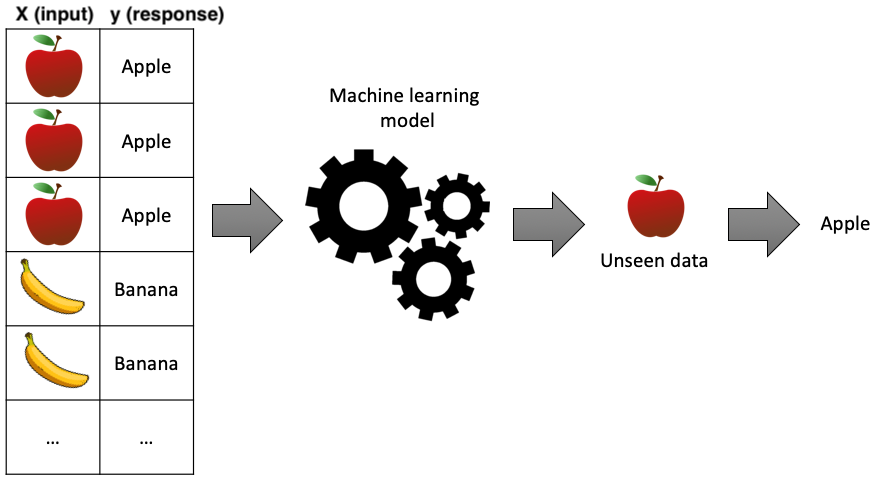 X (input) y (response)
Apple
Apple
Apple
Banana
Banana
... ...
Machine learning
model
Unseen data
Apple